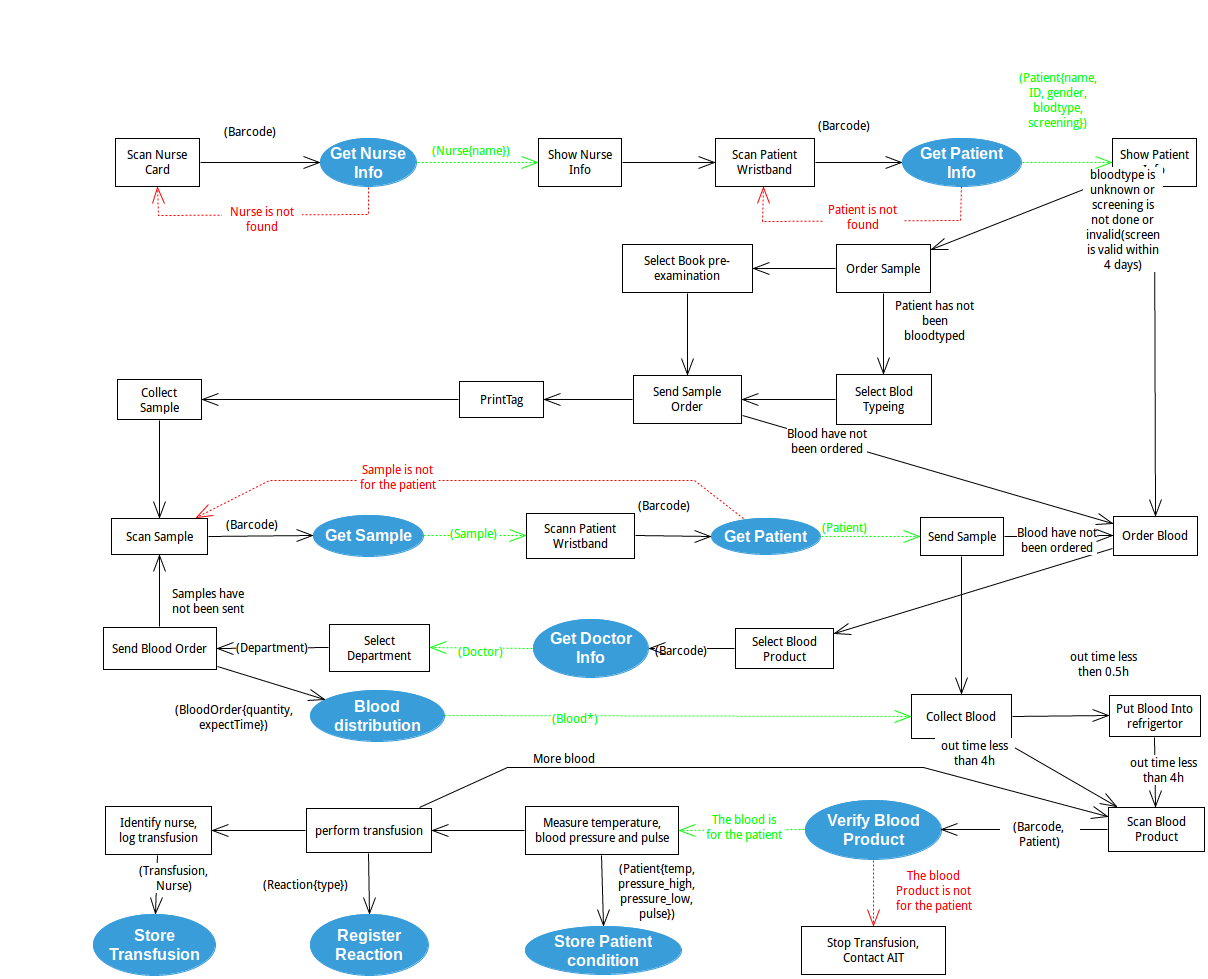 (Patient{name,
ID, gender,
blodtype,
screening})
(Barcode)
(Barcode)
Scan Nurse
Card
Get Nurse
Info
(Nurse{name})
Show Nurse
Info
Scan Patient
Wristband
Get Patient
Info
Show Patient
bloodtype is
unknown or
screening is
not done or
invalid(screen
is valid within
4 days)
Nurse is not
found
Patient is not
found
Select Book pre-
examination
Order Sample
Patient has not
been
bloodtyped
Collect
Sample
PrintTag
Send Sample
Order
Select Blod
Typeing
Blood have not
been ordered
Sample is not
for the patient
Scan Sample
(Barcode)
Get Sample
(Sample)
Scann Patient
Wristband
(Barcode)
Get Patient
(Patient)
Send Sample
Blood have not
been ordered
Order Blood
Samples have
not been sent
Send Blood Order
(Department)
Select
Department
(Doctor)
Get Doctor
Info
(Barcode)
Select Blood
Product
out time less
then 0.5h
(BloodOrder{quantity,
expectTime})
Blood
distribution
(Blood*)
Collect Blood
Put Blood Into
refrigertor
out time less
than 4h
out time less
than 4h
More blood
Identify nurse,
log transfusion
perform transfusion
Measure temperature,
blood pressure and pulse
The blood is
for the patient
Verify Blood
Product
(Barcode,
Patient)
Scan Blood
Product
(Transfusion,
Nurse)
(Reaction{type})
(Patient{temp,
pressure_high,
pressure_low,
pulse})
The blood
Product is not
for the patient
Store
Transfusion
Register
Reaction
Store Patient
condition
Stop Transfusion,
Contact AIT